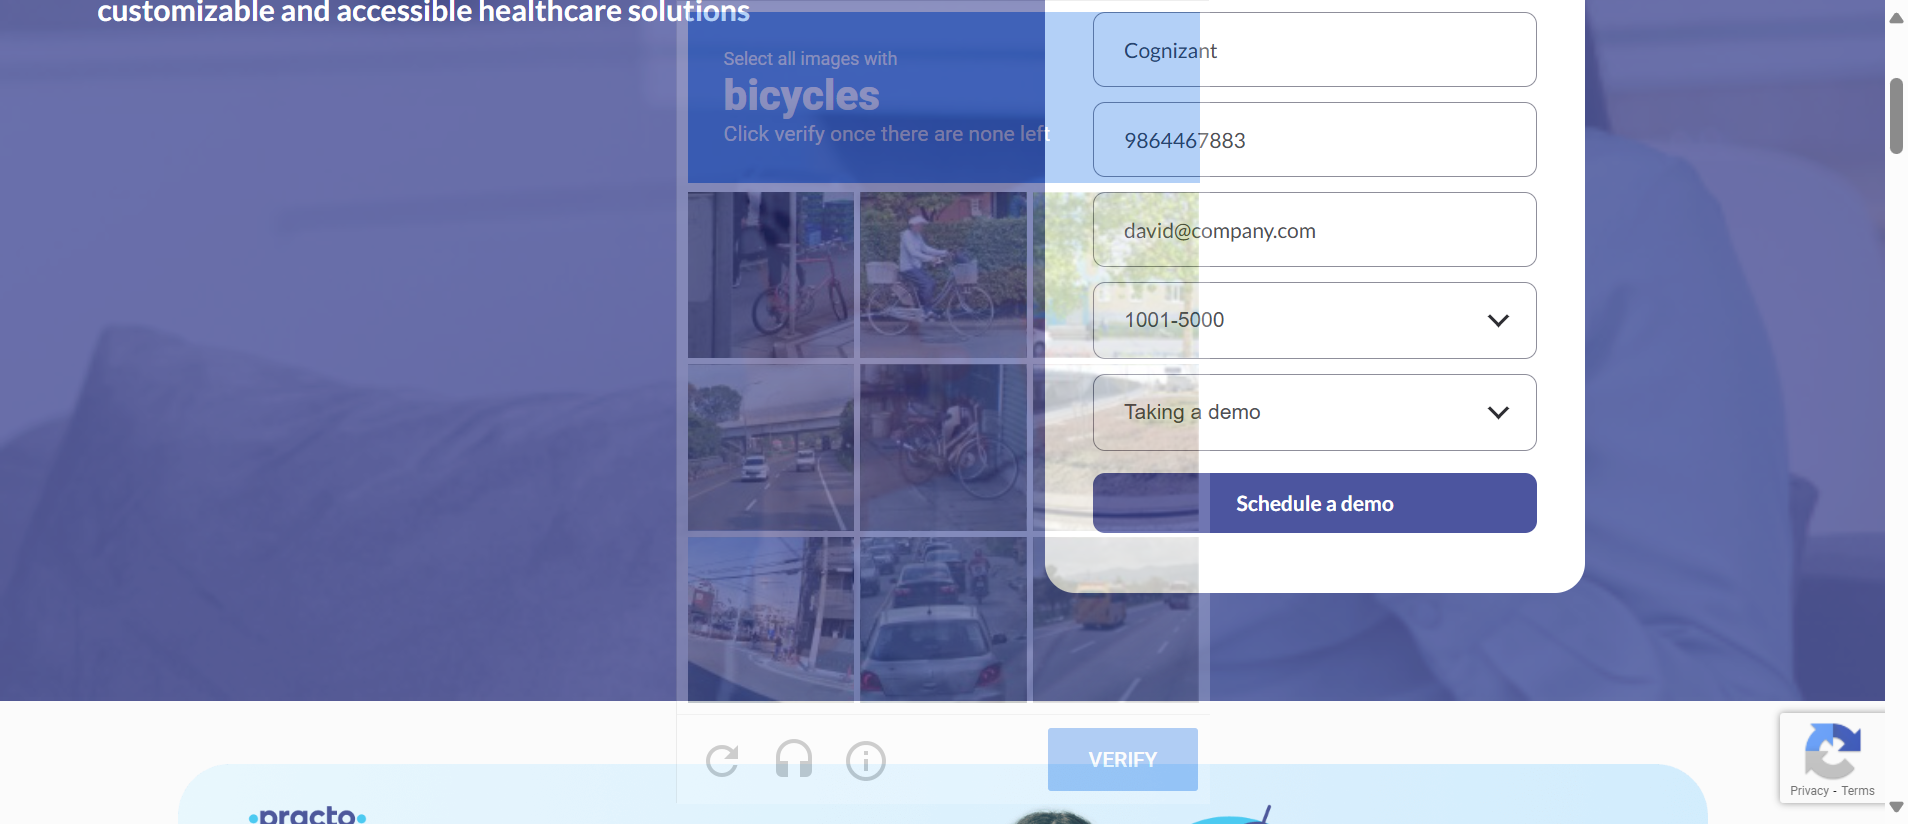 customizable and accessible healthcare solutions
Select all images with
bicycles
Click verify once there are none left
Cognizant
9864467883
david@company.com
1001-5000
Taking a demo
Schedule a demo
VERIFY
Privacy - Terms
practo